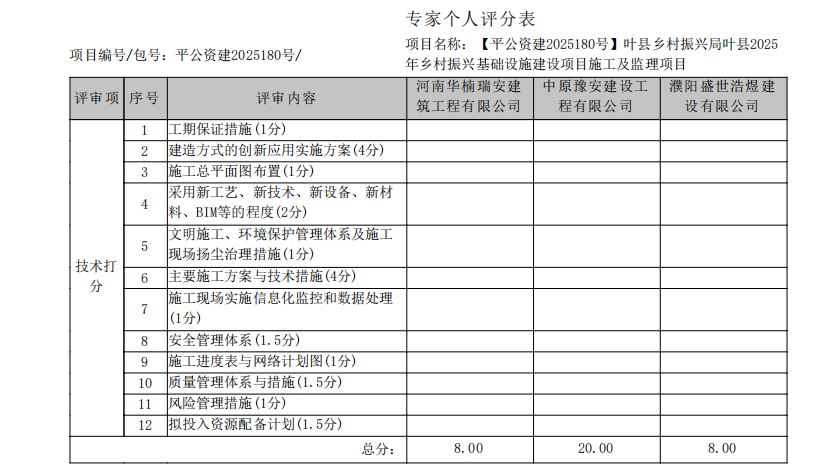 专家个人评分表
项目编号/包号: 平公资建2025180号/
项目名称: 【平公资建2025180号】叶县乡村振兴局叶县2025
年乡村振兴基础设施建设项目施工及监理项目
评审项 序号 评审内容 河南华楠瑞安建 中原豫安建设工 濮阳盛世浩煜建
筑工程有限公司 程有限公司 设有限公司
技术打
分
1 工期保证措施(1分)
2 建造方式的创新应用实施方案(4分)
3 施工总平面图布置(1分)
4 采用新工艺、新技术、新设备、新材
料、BIM等的程度(2分)
5 文明施工、环境保护管理体系及施工
现场扬尘治理措施(1分)
6 主要施工方案与技术措施(4分)
7 施工现场实施信息化监控和数据处理
(1分)
8 安全管理体系(1.5分)
9 施工进度表与网络计划图(1分)
10 质量管理体系与措施(1.5分)
11 风险管理措施(1分)
12 拟投入资源配备计划(1.5分)
总分: 8.00 20.00 8.00